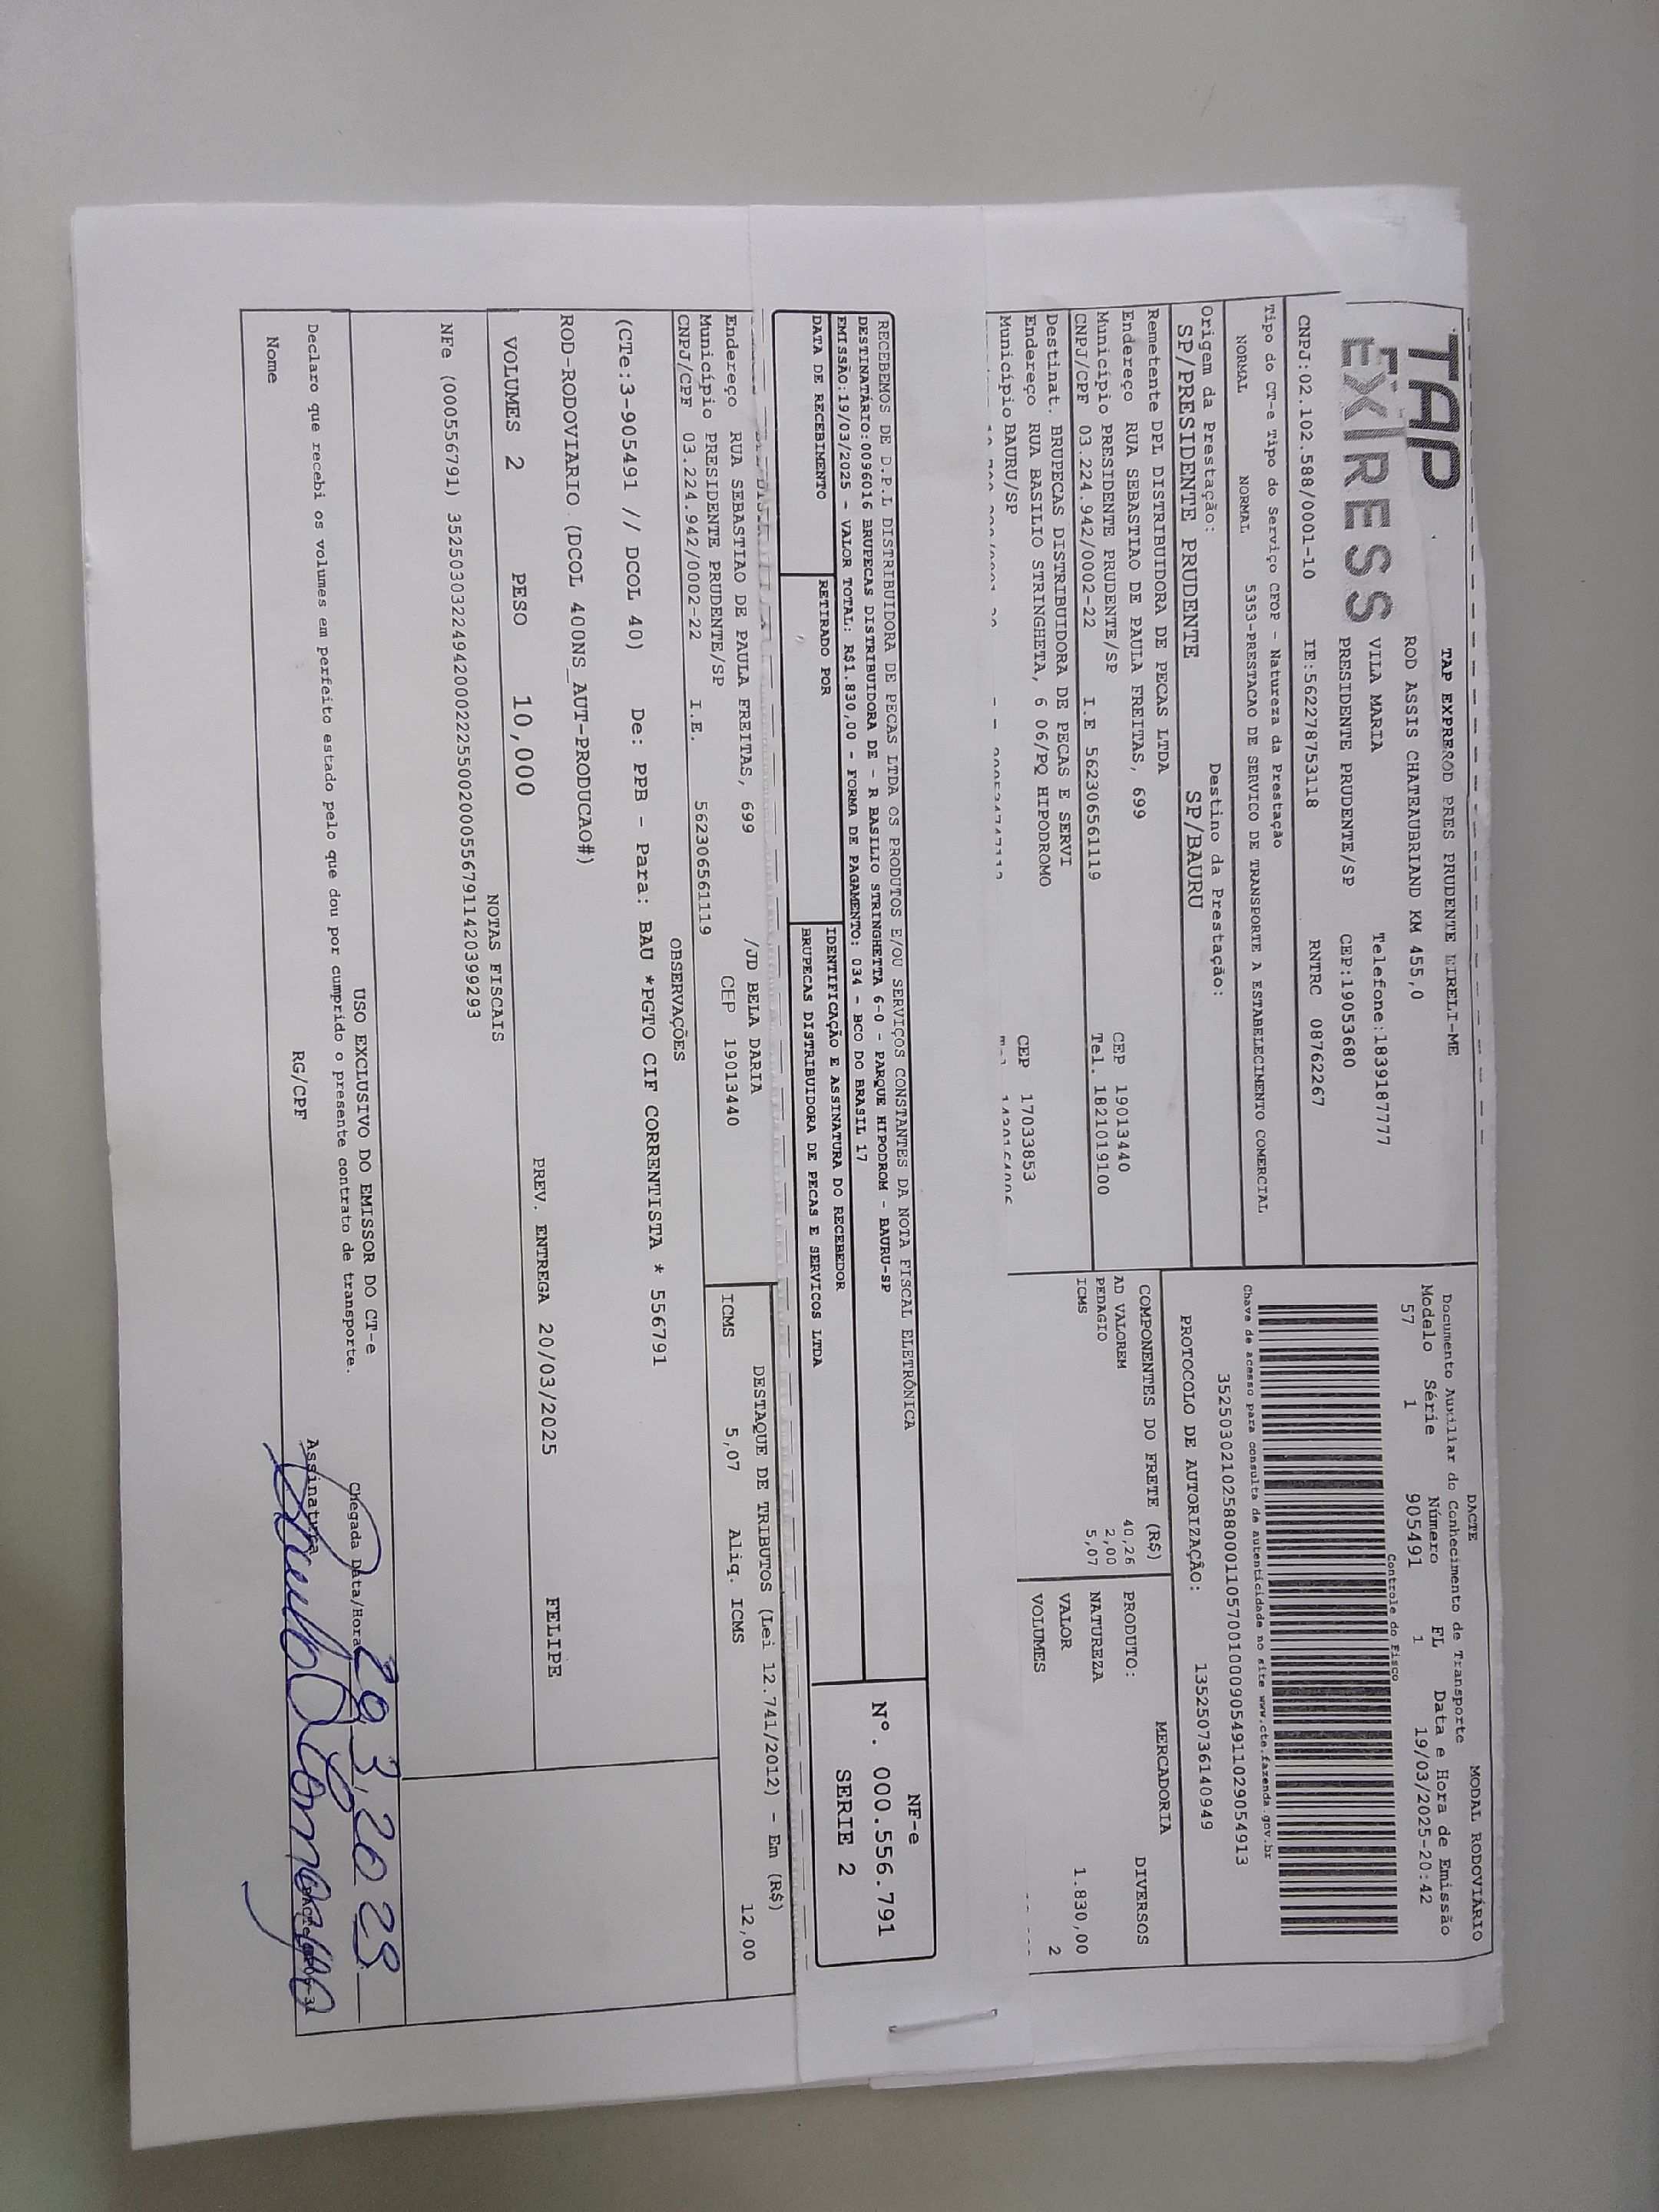 TAP
EXPRESS
TAP EXPRESOD PRES PRUDENTE EIRELI-ME
ROD ASSIS CHATEAUBRIAND KM 455,0
VILA MARIA Telefone:1839187777
PRESIDENTE PRUDENTE/SP CEP:19053680
CNPJ:02.102.588/0001-10 IE:562278753118 RNTRC 08762267
DACTE MODAL RODOVIÁRIO
Documento Auxiliar do Conhecimento de Transporte
Modelo Série Número FL Data e Hora de Emissão
57 1 905491 1 19/03/2025-20:42
Controle do Fisco
Chave de acesso para consulta de autenticidade no site www.cte.fazenda.gov.br
35250302102588000110570010009054911029054913
PROTOCOLO DE AUTORIZAÇÃO: 135250736140949
Tipo do CT-e Tipo do Serviço CFOP - Natureza da Prestação
NORMAL NORMAL 5353-PRESTACAO DE SERVICO DE TRANSPORTE A ESTABELECIMENTO COMERCIAL
Origem da Prestação: Destino da Prestação:
SP/PRESIDENTE PRUDENTE SP/BAURU
Remetente DPL DISTRIBUIDORA DE PECAS LTDA
Endereço RUA SEBASTIAO DE PAULA FREITAS, 699
Município PRESIDENTE PRUDENTE/SP CEP 19013440
CNPJ/CPF 03.224.942/0002-22 I.E 562306561119 Tel. 1821019100
Destinat. BRUPECAS DISTRIBUIDORA DE PECAS E SERVI
Endereço RUA BASILIO STRINGHETA, 6 06/PQ HIPODROMO
Município BAURU/SP CEP 17033853
COMPONENTES DO FRETE (R$)
AD VALOREM 40,26
PEDAGIO 2,00
ICMS 5,07
MERCADORIA
PRODUTO: DIVERSOS
NATUREZA
VALOR 1.830,00
VOLUMES 2
RECEBEMOS DE D.P.L DISTRIBUIDORA DE PECAS LTDA OS PRODUTOS E/OU SERVIÇOS CONSTANTES DA NOTA FISCAL ELETRÔNICA
DESTINATÁRIO:0096016 BRUPECAS DISTRIBUIDORA DE - R BASILIO STRINGHETTA 6-0 - PARQUE HIPODROM - BAURU-SP
EMISSÃO:19/03/2025 - VALOR TOTAL: R$1.830,00 - FORMA DE PAGAMENTO: 034 - BCO DO BRASIL 17
DATA DE RECEBIMENTO RETIRADO POR IDENTIFICAÇÃO E ASSINATURA DO RECEBEDOR
BRUPECAS DISTRIBUIDORA DE PECAS E SERVICOS LTDA
NF-e
N°. 000.556.791
SERIE 2
Endereço RUA SEBASTIAO DE PAULA FREITAS, 699 /JD BELA DARIA
Município PRESIDENTE PRUDENTE/SP CEP 19013440
CNPJ/CPF 03.224.942/0002-22 I.E. 562306561119
DESTAQUE DE TRIBUTOS (Lei 12.741/2012) - Em (R$)
ICMS 5,07 Aliq. ICMS 12,00
OBSERVAÇÕES
(CTe:3-905491 // DCOL 40) De: PPB - Para: BAU *PGTO CIF CORRENTISTA * 556791
ROD-RODOVIARIO (DCOL 400NS_AUT-PRODUCAO#)
FELIPE
VOLUMES 2 PESO 10,000 PREV. ENTREGA 20/03/2025
NOTAS FISCAIS
NFe (000556791) 35250303224942000222550020005567911420399293
USO EXCLUSIVO DO EMISSOR DO CT-e
Declaro que recebi os volumes em perfeito estado pelo que dou por cumprido o presente contrato de transporte.
Chegada Data/Hora
Nome RG/CPF Assinatura